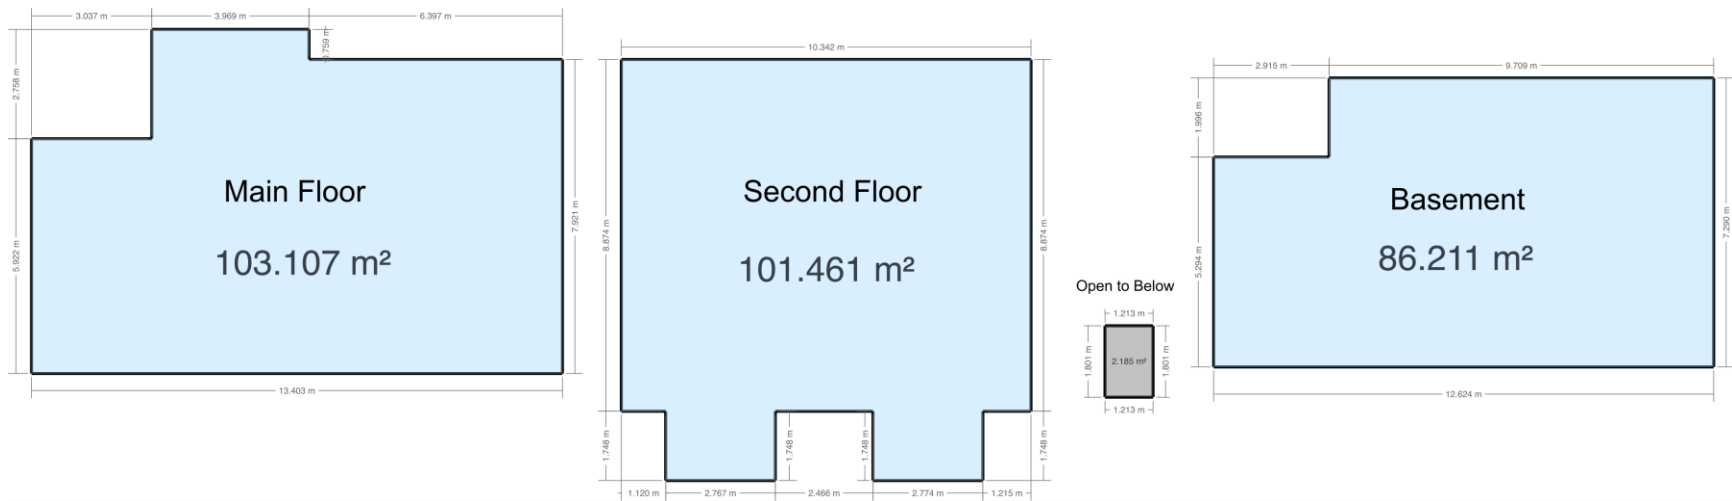 3.037 m
3.969 m
6.397 m
0.759 m
2.758 m
5.922 m
7.921 m
Main Floor
103.107 m²
13.403 m
10.342 m
8.874 m
8.874 m
Second Floor
101.461 m²
1.748 m
1.748 m
1.748 m
1.748 m
1.120 m
2.767 m
2.466 m
2.774 m
1.215 m
Open to Below
1.213 m
1.801 m
2.185 m²
1.801 m
1.213 m
2.915 m
9.709 m
1.996 m
5.294 m
7.290 m
Basement
86.211 m²
12.624 m